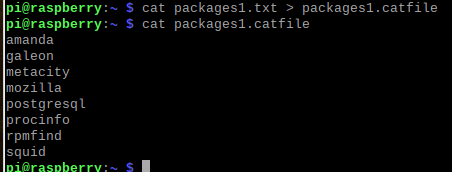 pi@raspberry:~ $ cat packages1.txt > packages1.catfile
pi@raspberry:~ $ cat packages1.catfile
amanda
galeon
metacity
mozilla
postgresql
procinfo
rpmfind
squid
pi@raspberry:~ $